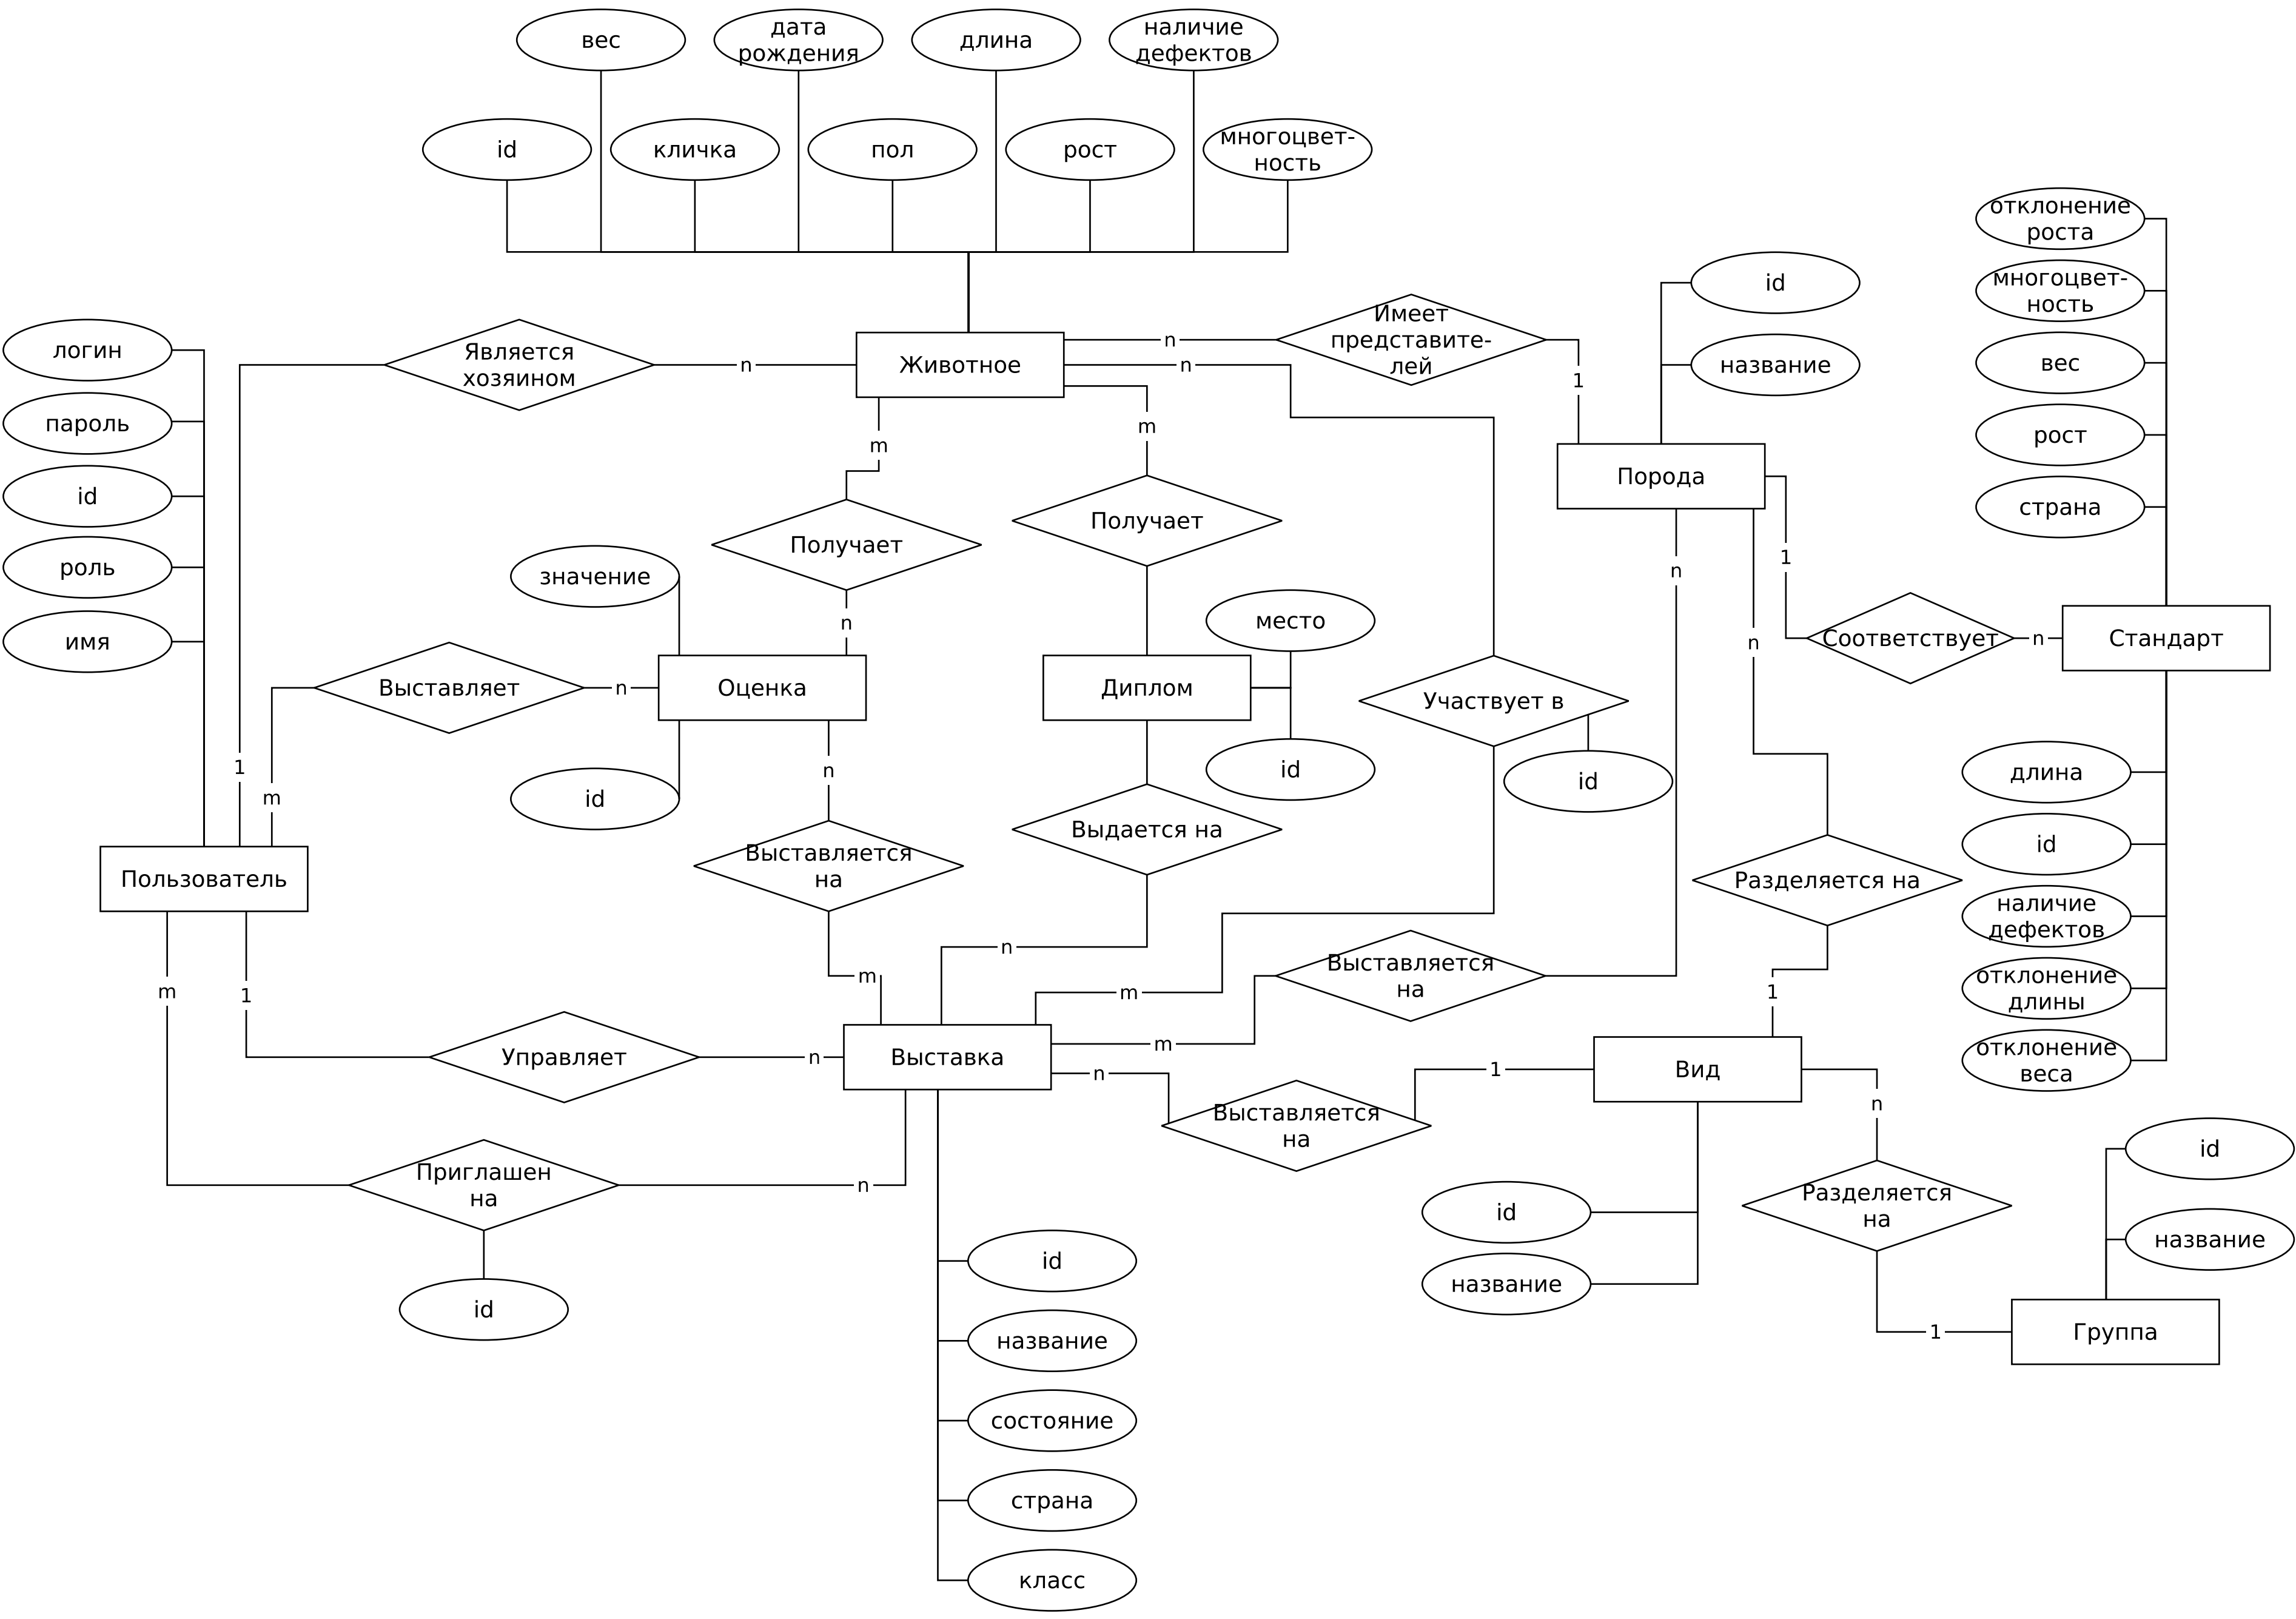 вес
дата
рождения
длина
наличие
дефектов
id
кличка
пол
рост
многоцвет-
ность
отклонение
роста
многоцвет-
ность
вес
рост
страна
id
название
Имеет
представите-
лей
n
1
Животное
n
n
Является
хозяином
логин
пароль
id
роль
имя
m
m
Порода
Получает
Получает
n
значение
место
n
1
n
Соответствует
n
Стандарт
Выставляет
n
Оценка
Диплом
Участвует в
id
id
id
1
m
n
длина
id
наличие
дефектов
отклонение
длины
отклонение
веса
Выставляется
на
Выдается на
Пользователь
Разделяется на
m
1
m
n
m
Выставляется
на
1
Управляет
n
Выставка
m
n
Выставляется
на
1
Вид
n
Приглашен
на
n
id
id
название
Разделяется
на
id
название
1
Группа
id
название
состояние
страна
класс